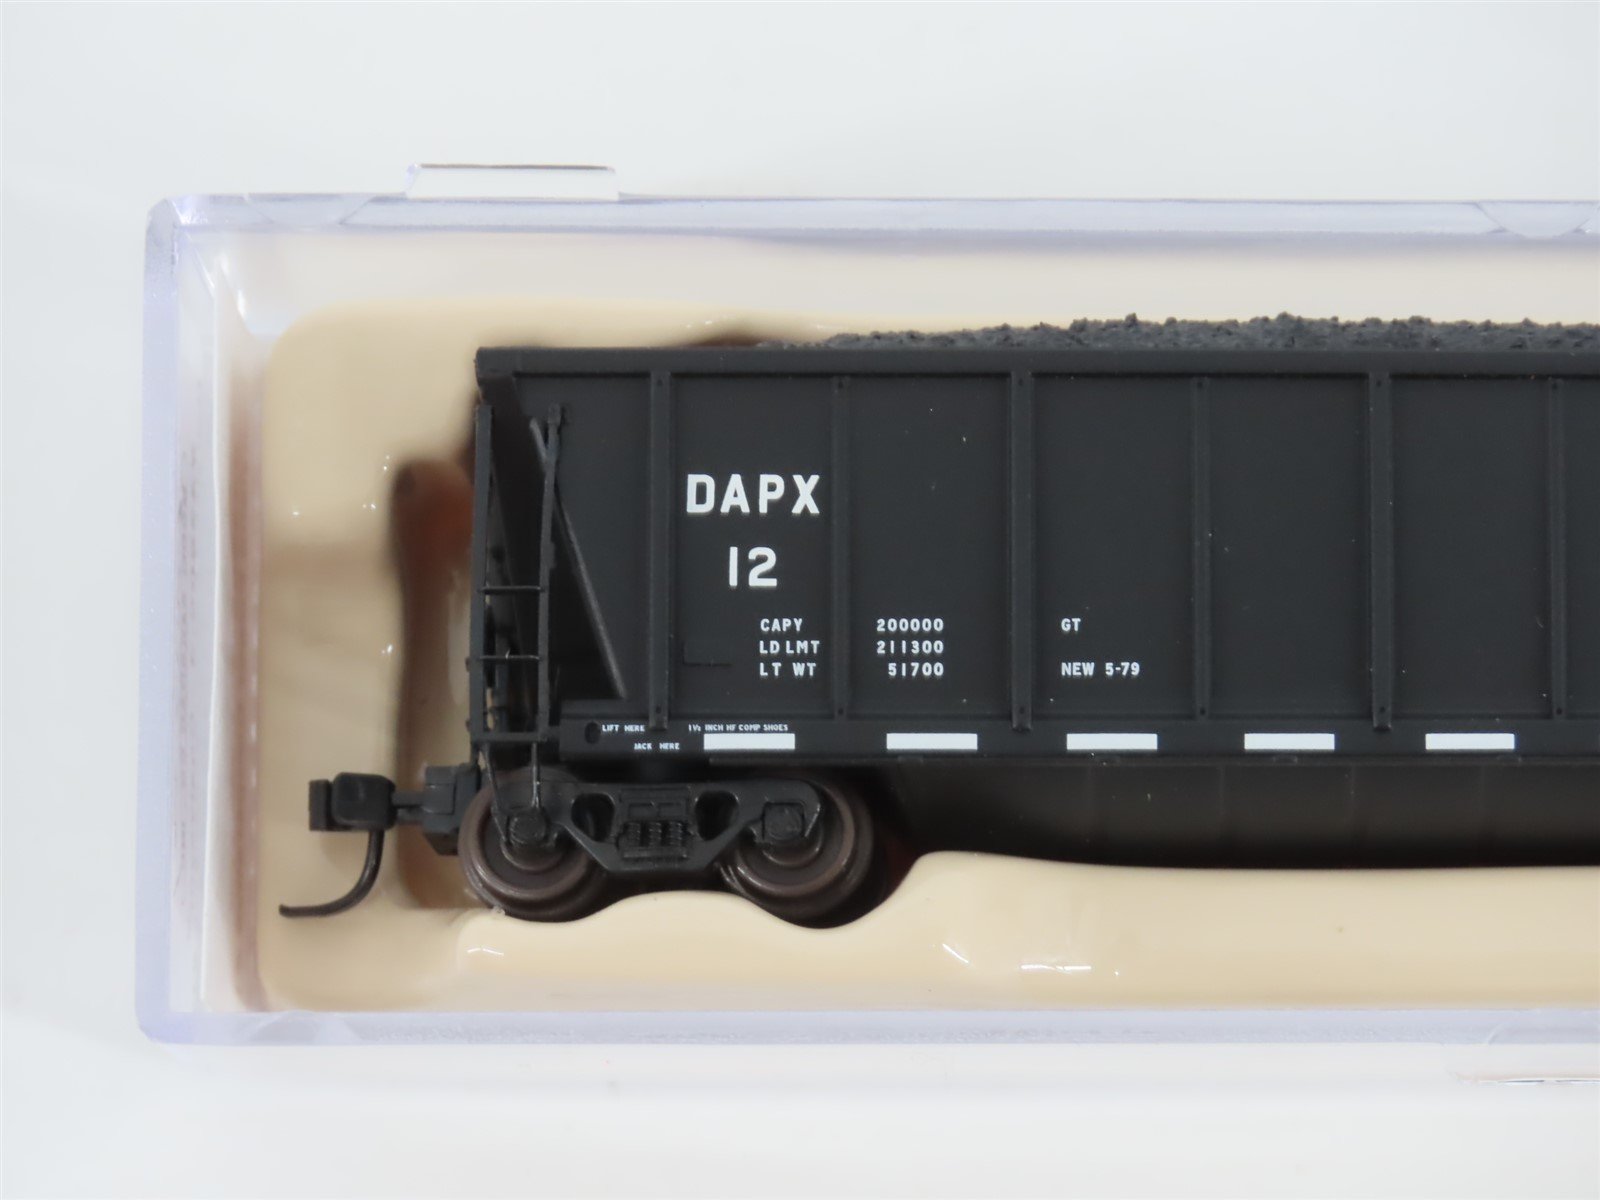 DAPX
12
CAPY 200000 GT
LD LMT 211300
LT WT 51700 NEW 5-79
LIFT HERE 1½ INCH HF COMP SHOES
JACK HERE